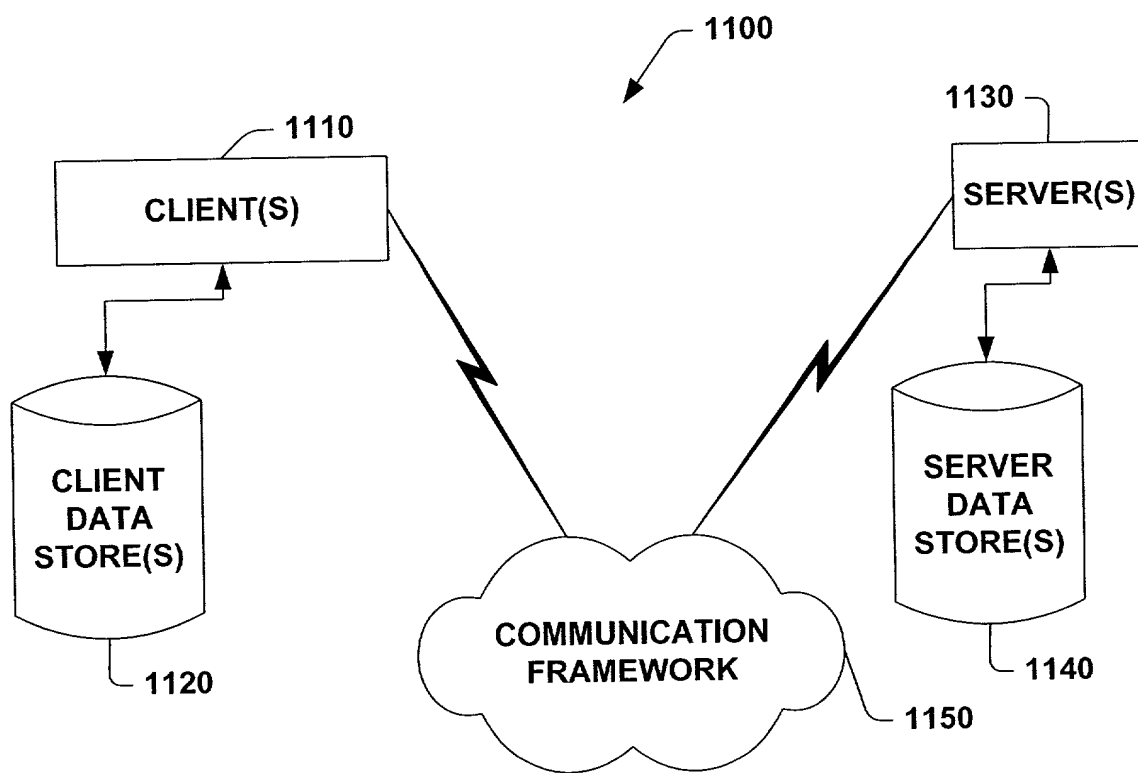 1100
1110
1130
CLIENT(S)
SERVER(S)
CLIENT
DATA
STORE(S)
SERVER
DATA
STORE(S)
COMMUNICATION
FRAMEWORK
1120
1140
1150